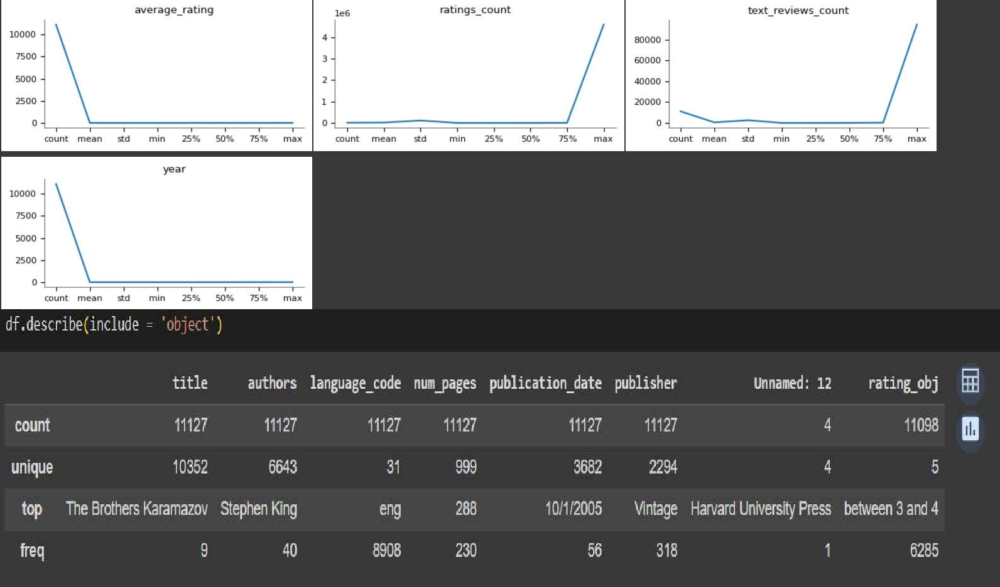 average_rating
10000
7500
5000
2500
0
count mean std min 25% 50% 75% max
ratings_count
1e6
4
3
2
1
0
count mean std min 25% 50% 75% max
text_reviews_count
80000
60000
40000
20000
0
count mean std min 25% 50% 75% max
year
10000
7500
5000
2500
0
count mean std min 25% 50% 75% max
df.describe(include = 'object')
title authors language_code num_pages publication_date publisher Unnamed: 12 rating_obj
count 11127 11127 11127 11127 11127 11127 4 11098
unique 10352 6643 31 999 3682 2294 4 5
top The Brothers Karamazov Stephen King eng 288 10/1/2005 Vintage Harvard University Press between 3 and 4
freq 9 40 8908 230 56 318 1 6285